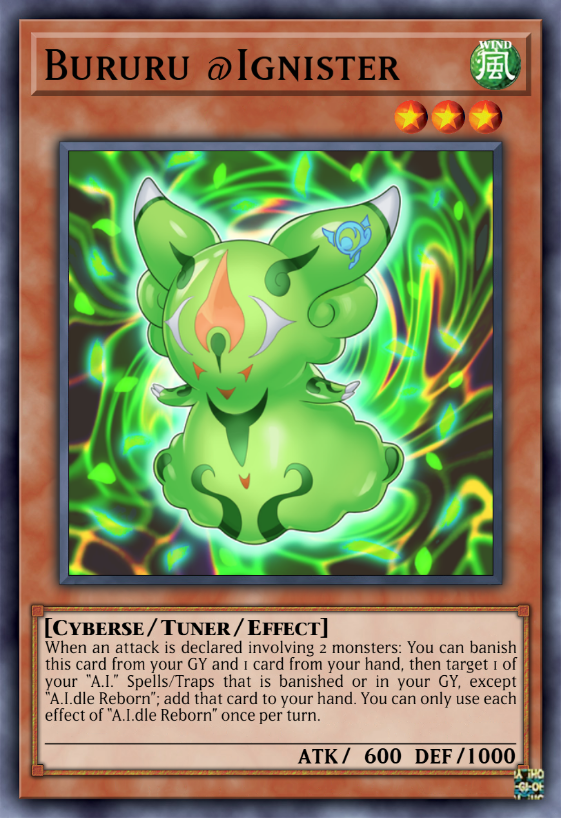 Bururu @Ignister
WIND
風
[Cyberse/Tuner/Effect]
When an attack is declared involving 2 monsters: You can banish
this card from your GY and 1 card from your hand, then target 1 of
your "A.I." Spells/Traps that is banished or in your GY, except
"A.I.dle Reborn"; add that card to your hand. You can only use each
effect of "A.I.dle Reborn" once per turn.
ATK/ 600 DEF/1000